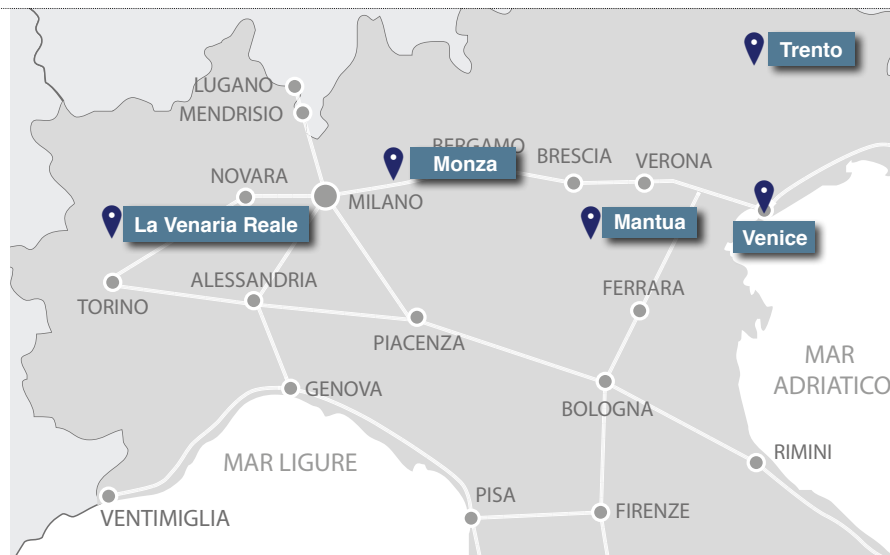 Trento
LUGANO
MENDRISIO
BERGAMO
Monza
BRESCIA
VERONA
NOVARA
MILANO
La Venaria Reale
Mantua
Venice
ALESSANDRIA
TORINO
FERRARA
PIACENZA
MAR
ADRIATICO
GENOVA
BOLOGNA
MAR LIGURE
RIMINI
PISA
FIRENZE
VENTIMIGLIA